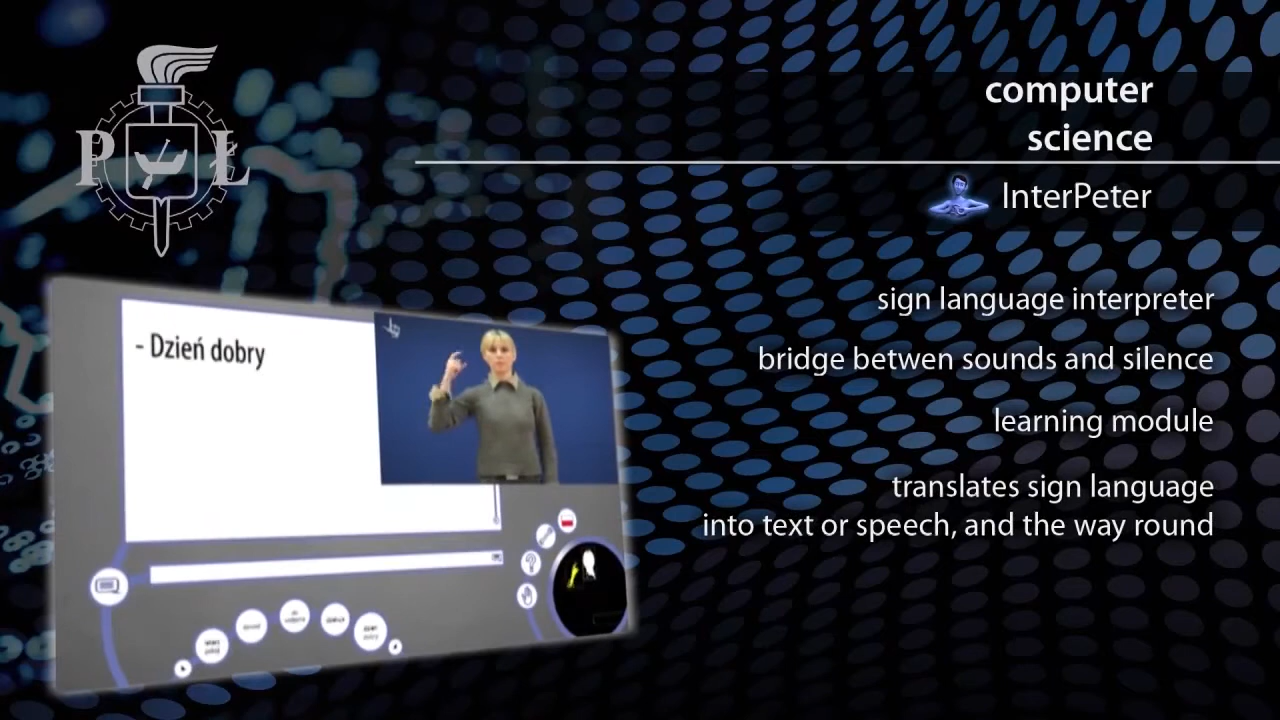 P Ł
computer
science
InterPeter
sign language interpreter
bridge betwen sounds and silence
learning module
translates sign language
into text or speech, and the way round
- Dzień dobry